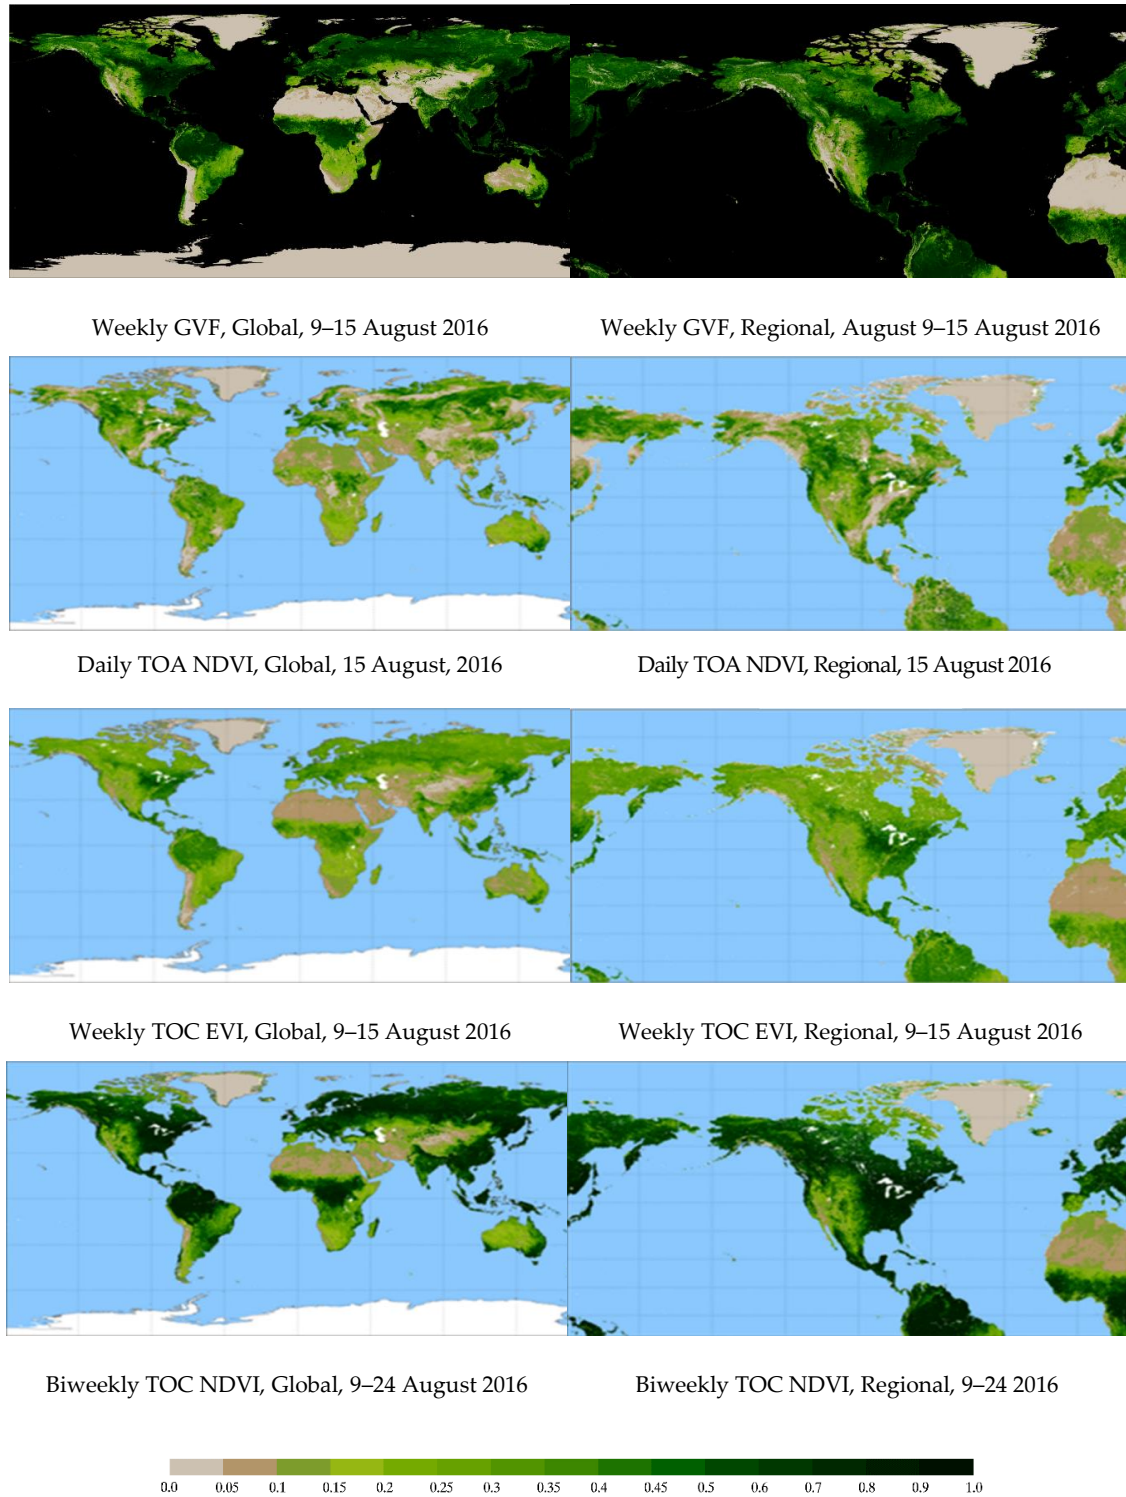 Weekly GVF, Global, 9–15 August 2016
Weekly GVF, Regional, August 9–15 August 2016
Daily TOA NDVI, Global, 15 August, 2016
Daily TOA NDVI, Regional, 15 August 2016
Weekly TOC EVI, Global, 9–15 August 2016
Weekly TOC EVI, Regional, 9–15 August 2016
Biweekly TOC NDVI, Global, 9–24 August 2016
Biweekly TOC NDVI, Regional, 9–24 2016
0.0 0.05 0.1 0.15 0.2 0.25 0.3 0.35 0.4 0.45 0.5 0.6 0.7 0.8 0.9 1.0